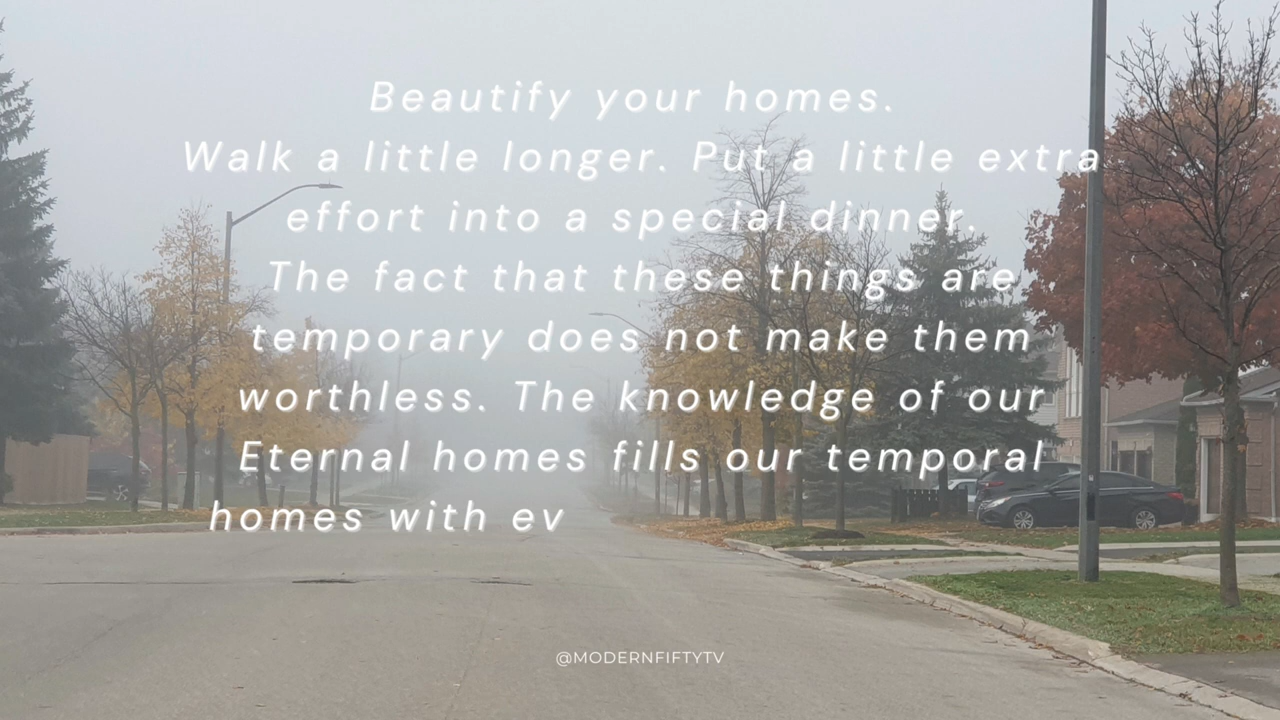 Beautify your homes.
Walk a little longer. Put a little extra
effort into a special dinner.
The fact that these things are
temporary does not make them
worthless. The knowledge of our
Eternal homes fills our temporal
homes with ev
@MODERNFIFTYTV